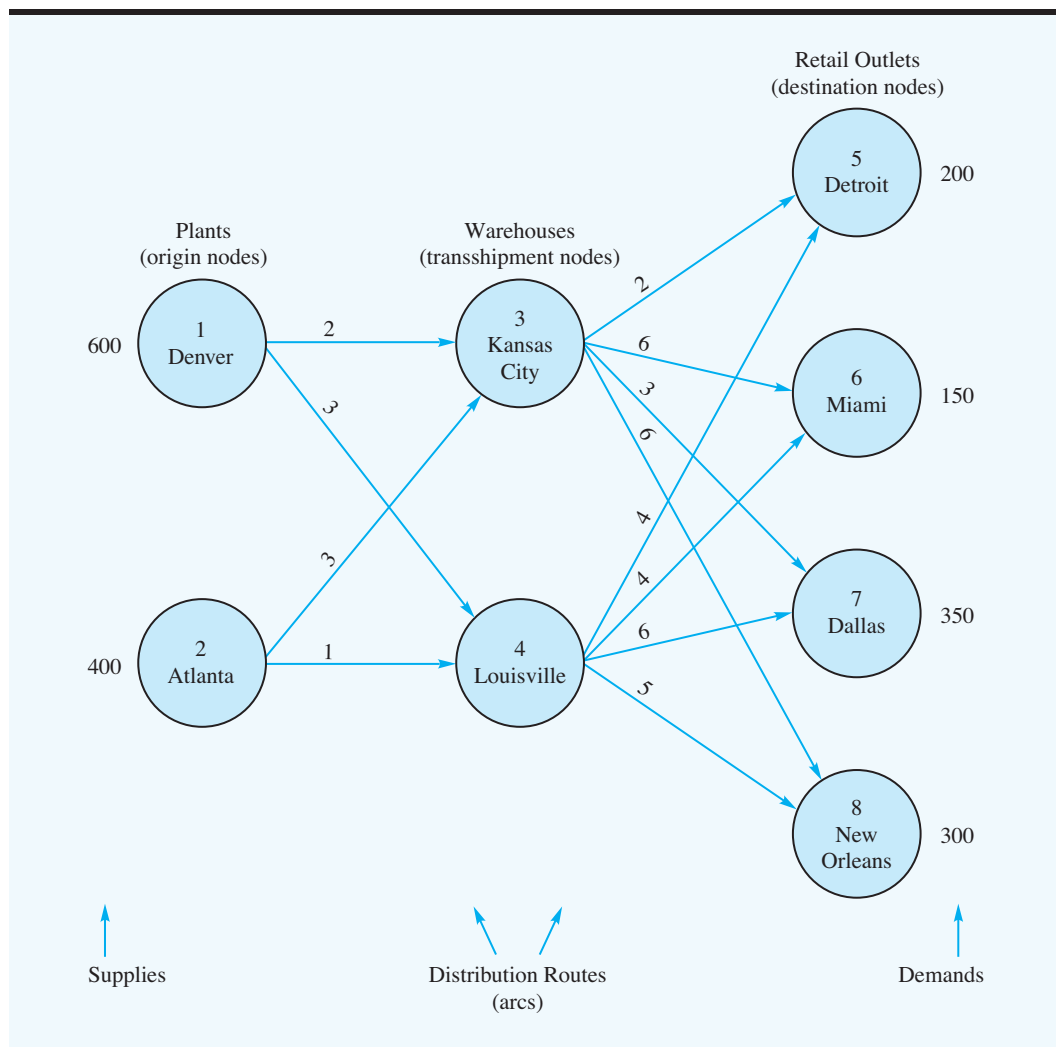 Retail Outlets
(destination nodes)
5
Detroit
200
Plants
(origin nodes)
Warehouses
(transshipment nodes)
600
1
Denver
2
3
3
Kansas
City
2
6
3
6
6
Miami
150
3
4
4
6
5
400
2
Atlanta
1
4
Louisville
7
Dallas
350
8
New
Orleans
300
Supplies
Distribution Routes
(arcs)
Demands